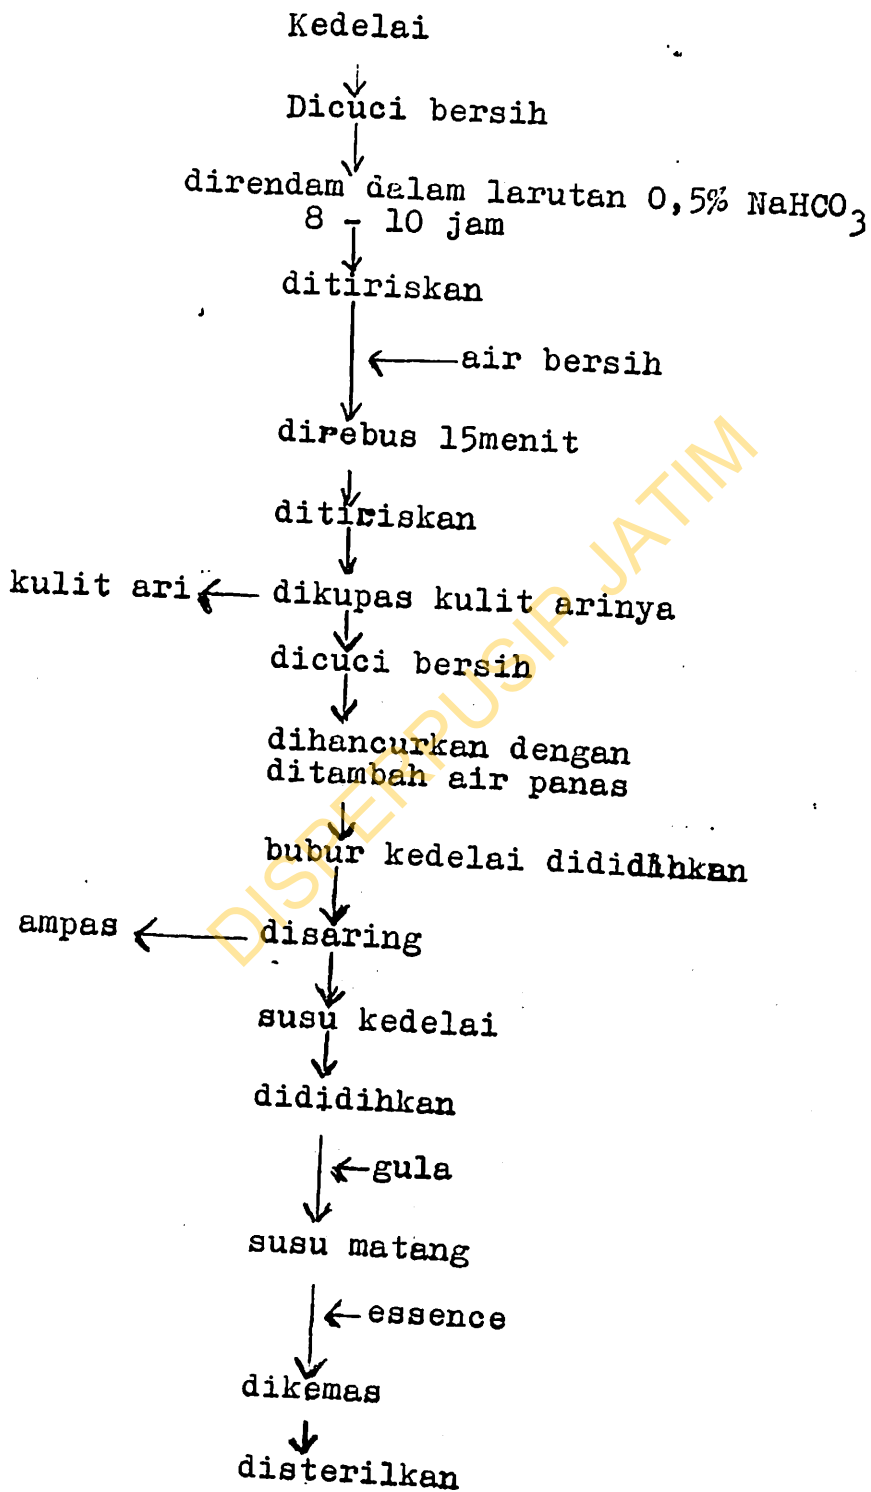 Kedelai
Dicuci bersih
direndam dalam larutan 0,5% NaHCO3
8 - 10 jam
ditiriskan
air bersih
direbus 15menit
ditiriskan
kulit ari dikupas kulit arinya
dicuci bersih
dihancurkan dengan
ditambah air panas
bubur kedelai dididihkan
ampas disaring
susu kedelai
dididihkan
gula
susu matang
essence
dikemas
disterilkan
DISPERPUSIP JATIM